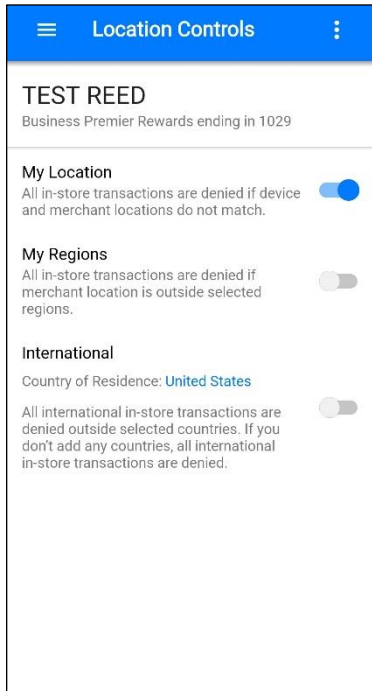 Location Controls
TEST REED
Business Premier Rewards ending in 1029
My Location
All in-store transactions are denied if device
and merchant locations do not match.
My Regions
All in-store transactions are denied if
merchant location is outside selected
regions.
International
Country of Residence: United States
All international in-store transactions are
denied outside selected countries. If you
don't add any countries, all international
in-store transactions are denied.